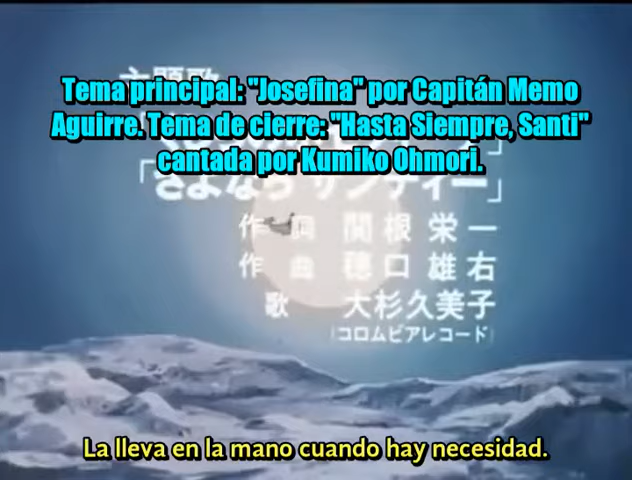 主題歌
Tema principal: "Josefina" por Capitán Memo
Aguirre. Tema de cierre: "Hasta Siempre, Santi"
cantada por Kumiko Ohmori.
「さよなら サンディー」
作 詞 関根 栄一
作 曲 穂口 雄右
歌 大杉久美子
(コロムビアレコード)
La lleva en la mano cuando hay necesidad.